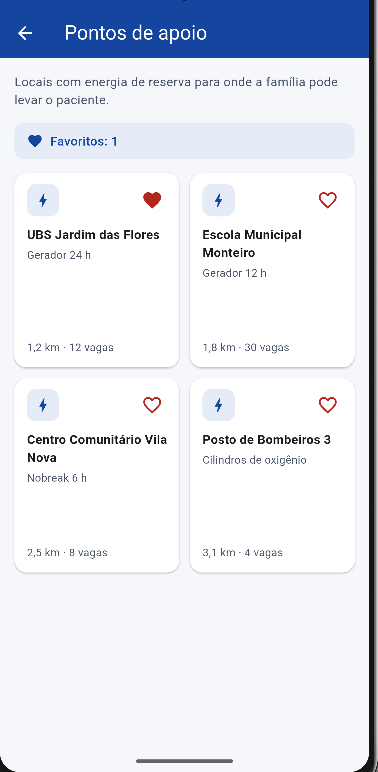 Pontos de apoio
Locais com energia de reserva para onde a família pode
levar o paciente.
Favoritos: 1
UBS Jardim das Flores
Gerador 24 h
1,2 km · 12 vagas
Escola Municipal
Monteiro
Gerador 12 h
1,8 km · 30 vagas
Centro Comunitário Vila
Nova
Nobreak 6 h
2,5 km · 8 vagas
Posto de Bombeiros 3
Cilindros de oxigênio
3,1 km · 4 vagas